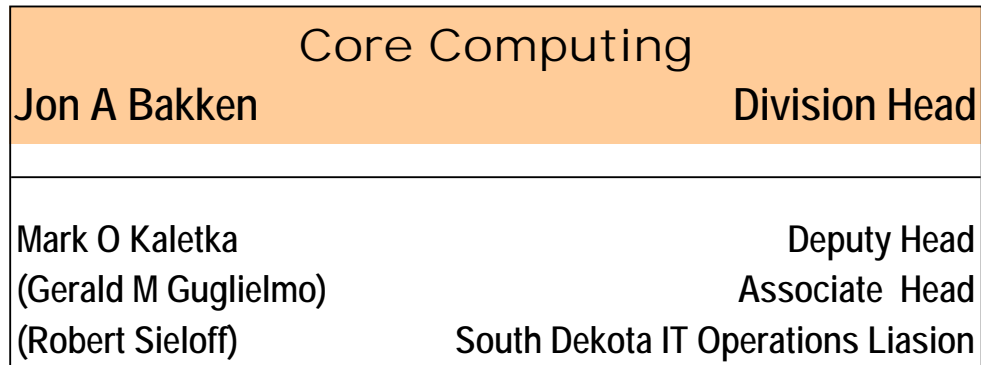 Core Computing
Jon A Bakken Division Head
Mark O Kaletka Deputy Head
(Gerald M Guglielmo) Associate Head
(Robert Sieloff) South Dekota IT Operations Liasion